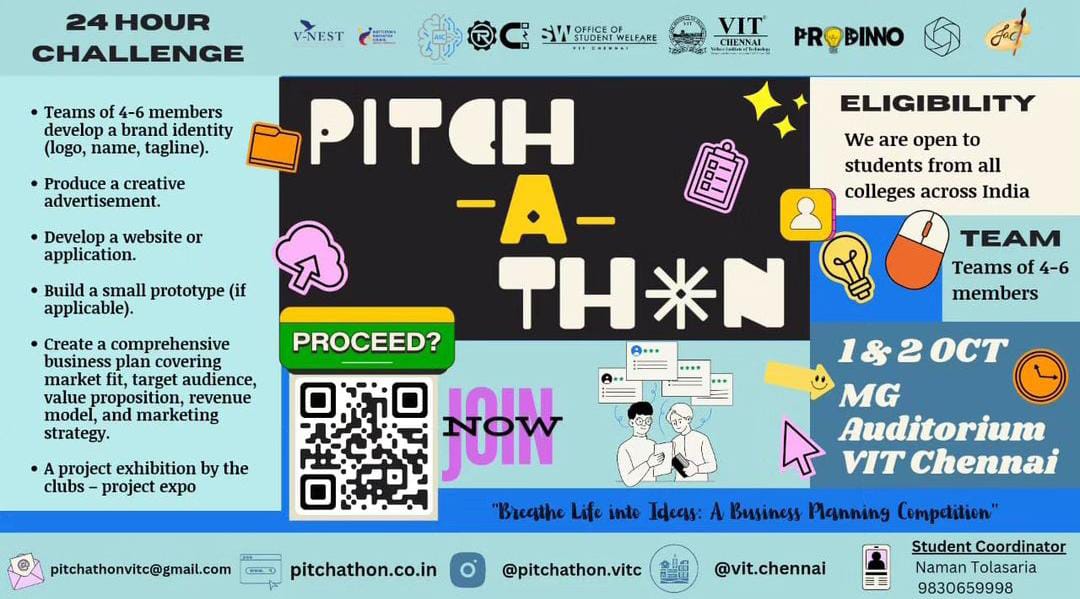 24 HOUR
CHALLENGE
V-NEST
SW OFFICE OF
STUDENT WELFARE
VIT CHENNAI
VIT
CHENNAI
PROBINNO
• Teams of 4-6 members
develop a brand identity
(logo, name, tagline).
• Produce a creative
advertisement.
• Develop a website or
application.
• Build a small prototype (if
applicable).
• Create a comprehensive
business plan covering
market fit, target audience,
value proposition, revenue
model, and marketing
strategy.
• A project exhibition by the
clubs – project expo
PITCH
-A-
TH*N
PROCEED?
JOIN
NOW
ELIGIBILITY
We are open to
students from all
colleges across India
TEAM
Teams of 4-6
members
1 & 2 OCT
MG
Auditorium
VIT Chennai
"Breathe Life into Ideas: A Business Planning Competition"
pitchathonvitc@gmail.com
pitchathon.co.in
@pitchathon.vitc
@vit.chennai
Student Coordinator
Naman Tolasaria
9830659998